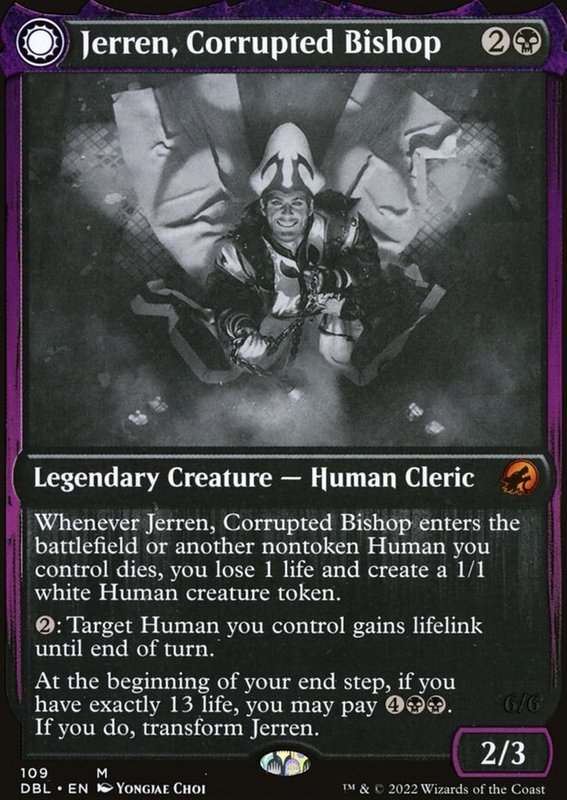 Jerren, Corrupted Bishop 2
Legendary Creature — Human Cleric
Whenever Jerren, Corrupted Bishop enters the
battlefield or another nontoken Human you
control dies, you lose 1 life and create a 1/1
white Human creature token.
2: Target Human you control gains lifelink
until end of turn.
At the beginning of your end step, if you
have exactly 13 life, you may pay 4.
If you do, transform Jerren.
6/6
2/3
109 M
DBL • EN Yongjae Choi
™ & © 2022 Wizards of the Coast